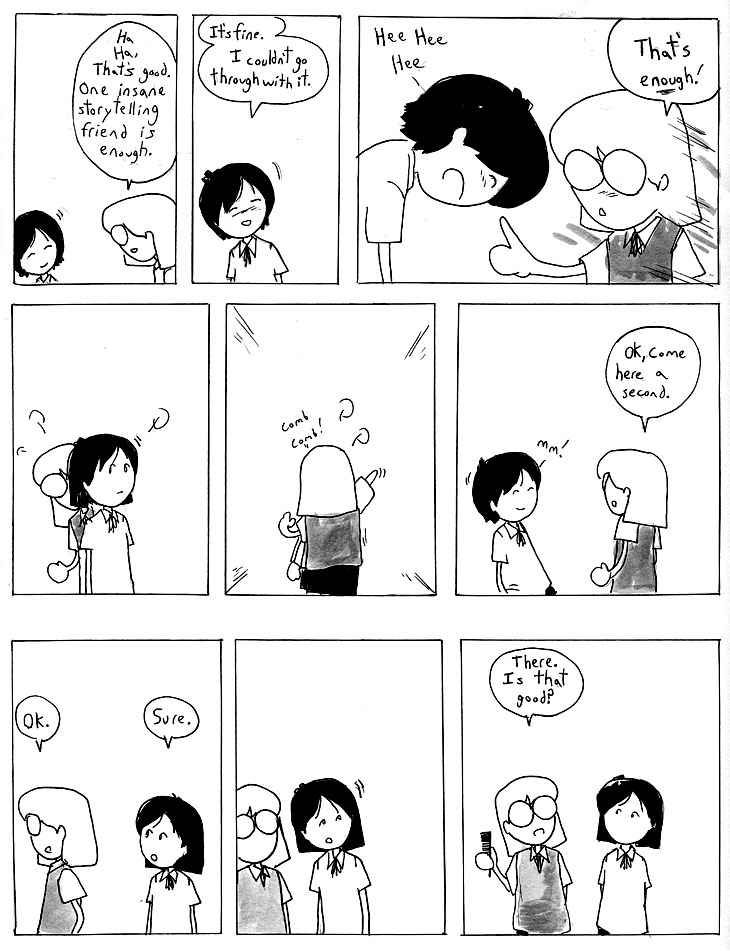 That's
enough!
Hee Hee
Hee
It's fine.
I couldn't go
through with it.
Ha
Ha,
That's good.
One insane
storytelling
friend is
enough.
OK, come
here a
second.
mm!
comb
comb!
There.
Is that
good?
Sure.
OK.